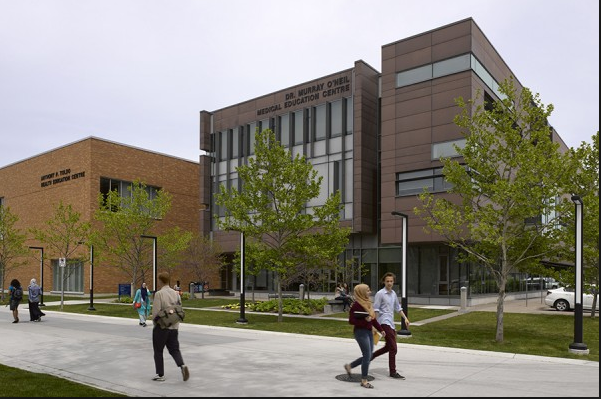 ANTHONY P. TOLDO
HEALTH EDUCATION CENTRE
DR. MURRAY O'NEIL
MEDICAL EDUCATION CENTRE